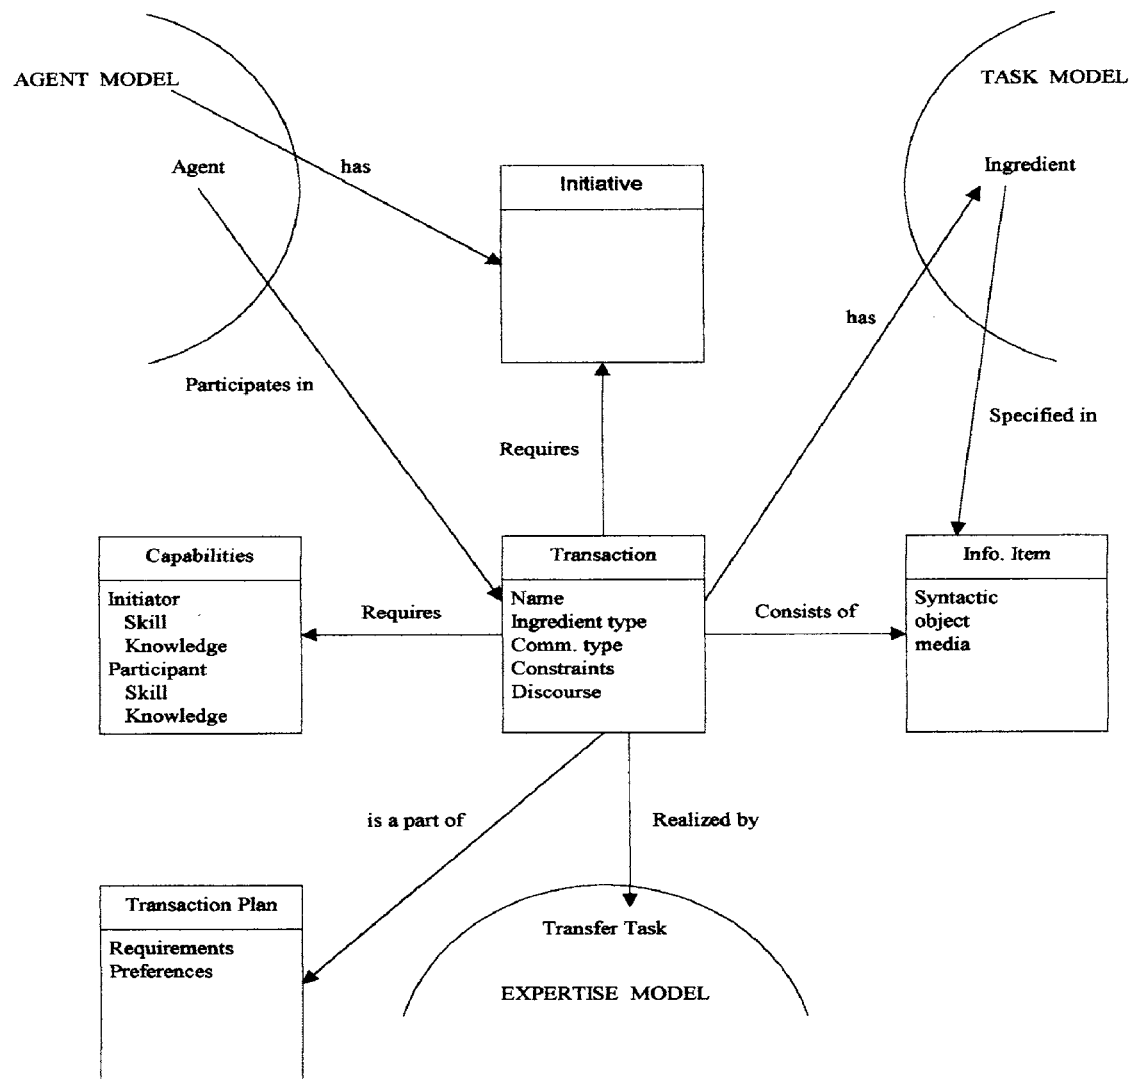 AGENT MODEL
TASK MODEL
Agent
has
Initiative
Ingredient
has
Participates in
Specified in
Requires
Capabilities
Initiator
Skill
Knowledge
Participant
Skill
Knowledge
Requires
Transaction
Name
Ingredient type
Comm. type
Constraints
Discourse
Consists of
Info. Item
Syntactic
object
media
is a part of
Realized by
Transaction Plan
Requirements
Preferences
Transfer Task
EXPERTISE MODEL